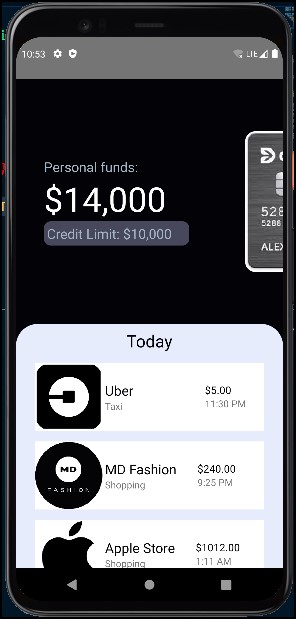 10:53 LTE
Personal funds:
$14,000
Credit Limit: $10,000
528
5288
ALEX
Today
Uber
$5.00
Taxi
11:30 PM
MD
FASHION
MD Fashion
$240.00
Shopping
9:25 PM
Apple Store
$1012.00
Shopping
1:11 AM